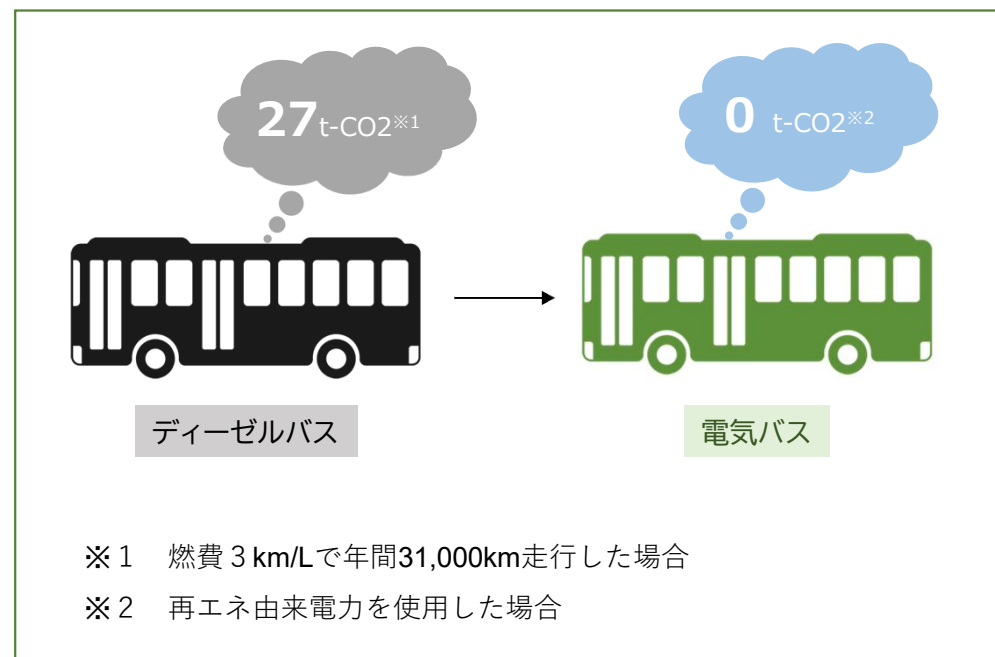 27t-CO2※1
0 t-CO2※2
ディーゼルバス
電気バス
※１　燃費３km/Lで年間31,000km走行した場合
※２　再エネ由来電力を使用した場合